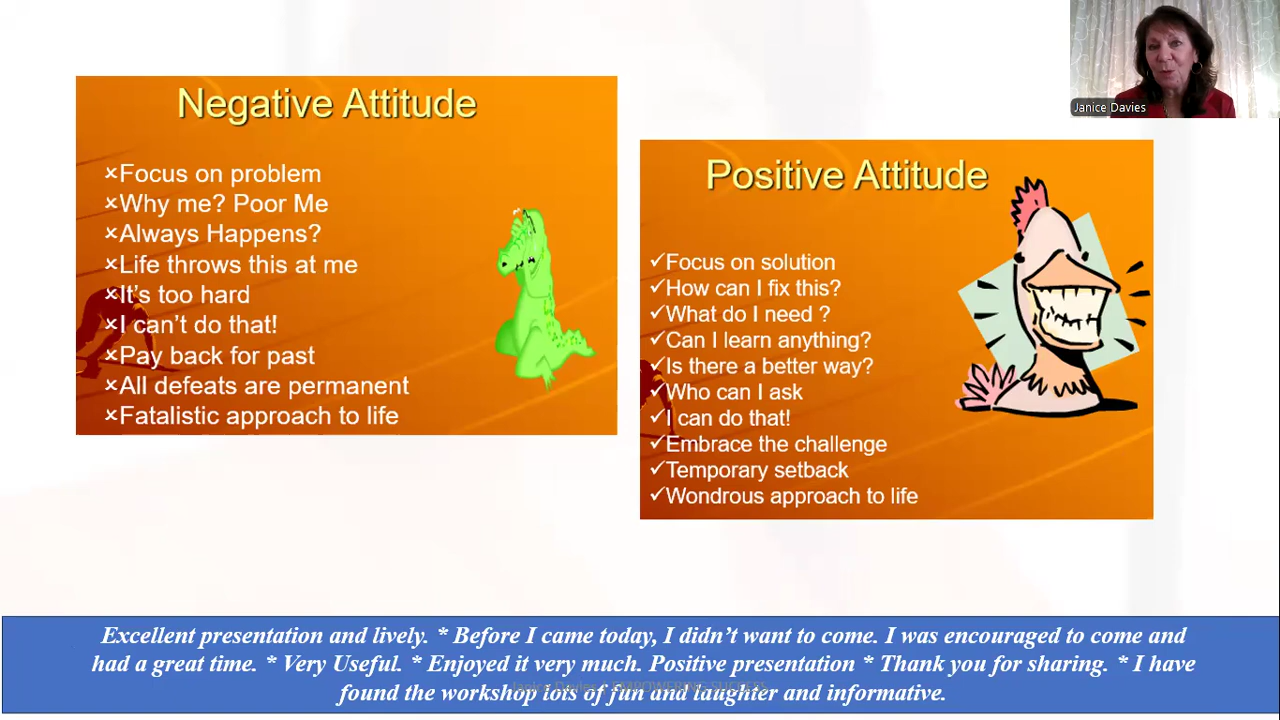 Janice Davies
Negative Attitude
×Focus on problem
×Why me? Poor Me
×Always Happens?
×Life throws this at me
×It's too hard
×I can't do that!
×Pay back for past
×All defeats are permanent
×Fatalistic approach to life
Positive Attitude
✓Focus on solution
✓How can I fix this?
✓What do I need ?
✓Can I learn anything?
✓Is there a better way?
✓Who can I ask
✓I can do that!
✓Embrace the challenge
✓Temporary setback
✓Wondrous approach to life
Excellent presentation and lively. * Before I came today, I didn't want to come. I was encouraged to come and
had a great time. * Very Useful. * Enjoyed it very much. Positive presentation * Thank you for sharing. * I have
found the workshop lots of fun and laughter and informative.
Janice Davies